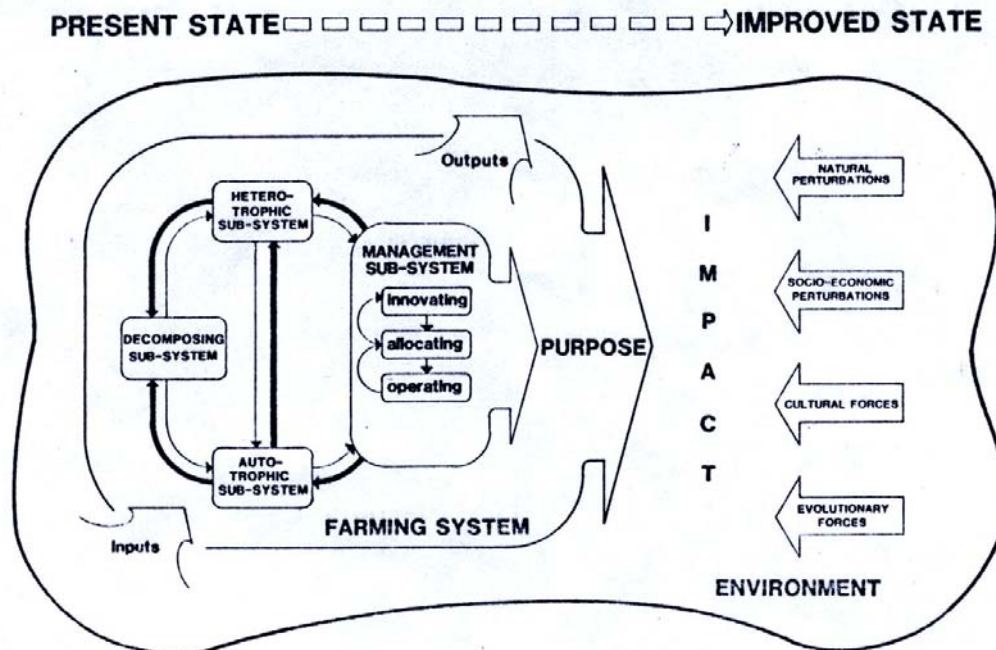 PRESENT STATE
IMPROVED STATE
Outputs
HETERO-
TROPHIC
SUB-SYSTEM
MANAGEMENT
SUB-SYSTEM
innovating
allocating
operating
DECOMPOSING
SUB-SYSTEM
AUTO-
TROPHIC
SUB-SYSTEM
Inputs
FARMING SYSTEM
PURPOSE
I
M
P
A
C
T
NATURAL
PERTURBATIONS
SOCIO-ECONOMIC
PERTURBATIONS
CULTURAL FORCES
EVOLUTIONARY
FORCES
ENVIRONMENT